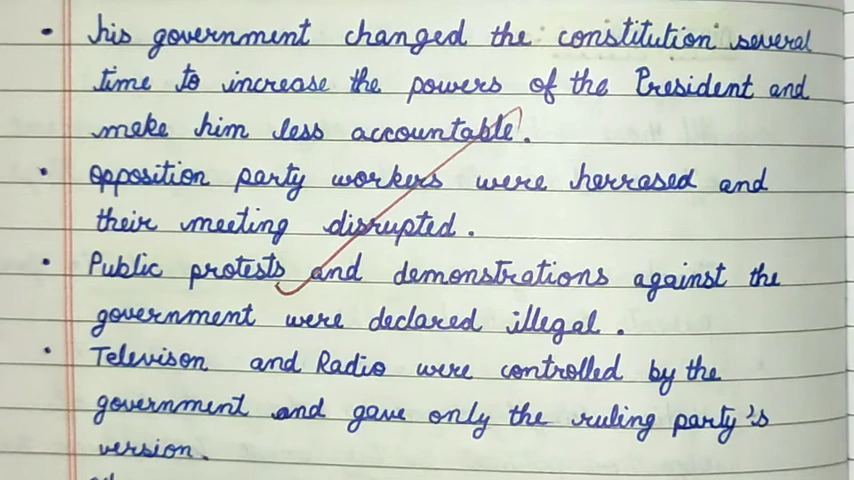 • his government changed the constitution several
time to increase the powers of the President and
make him less accountable.
• opposition party workers were herrased and
their meeting disrupted.
• Public protests and demonstrations against the
government were declared illegal.
• Televison and Radio were controlled by the
government and gave only the ruling party's
version.